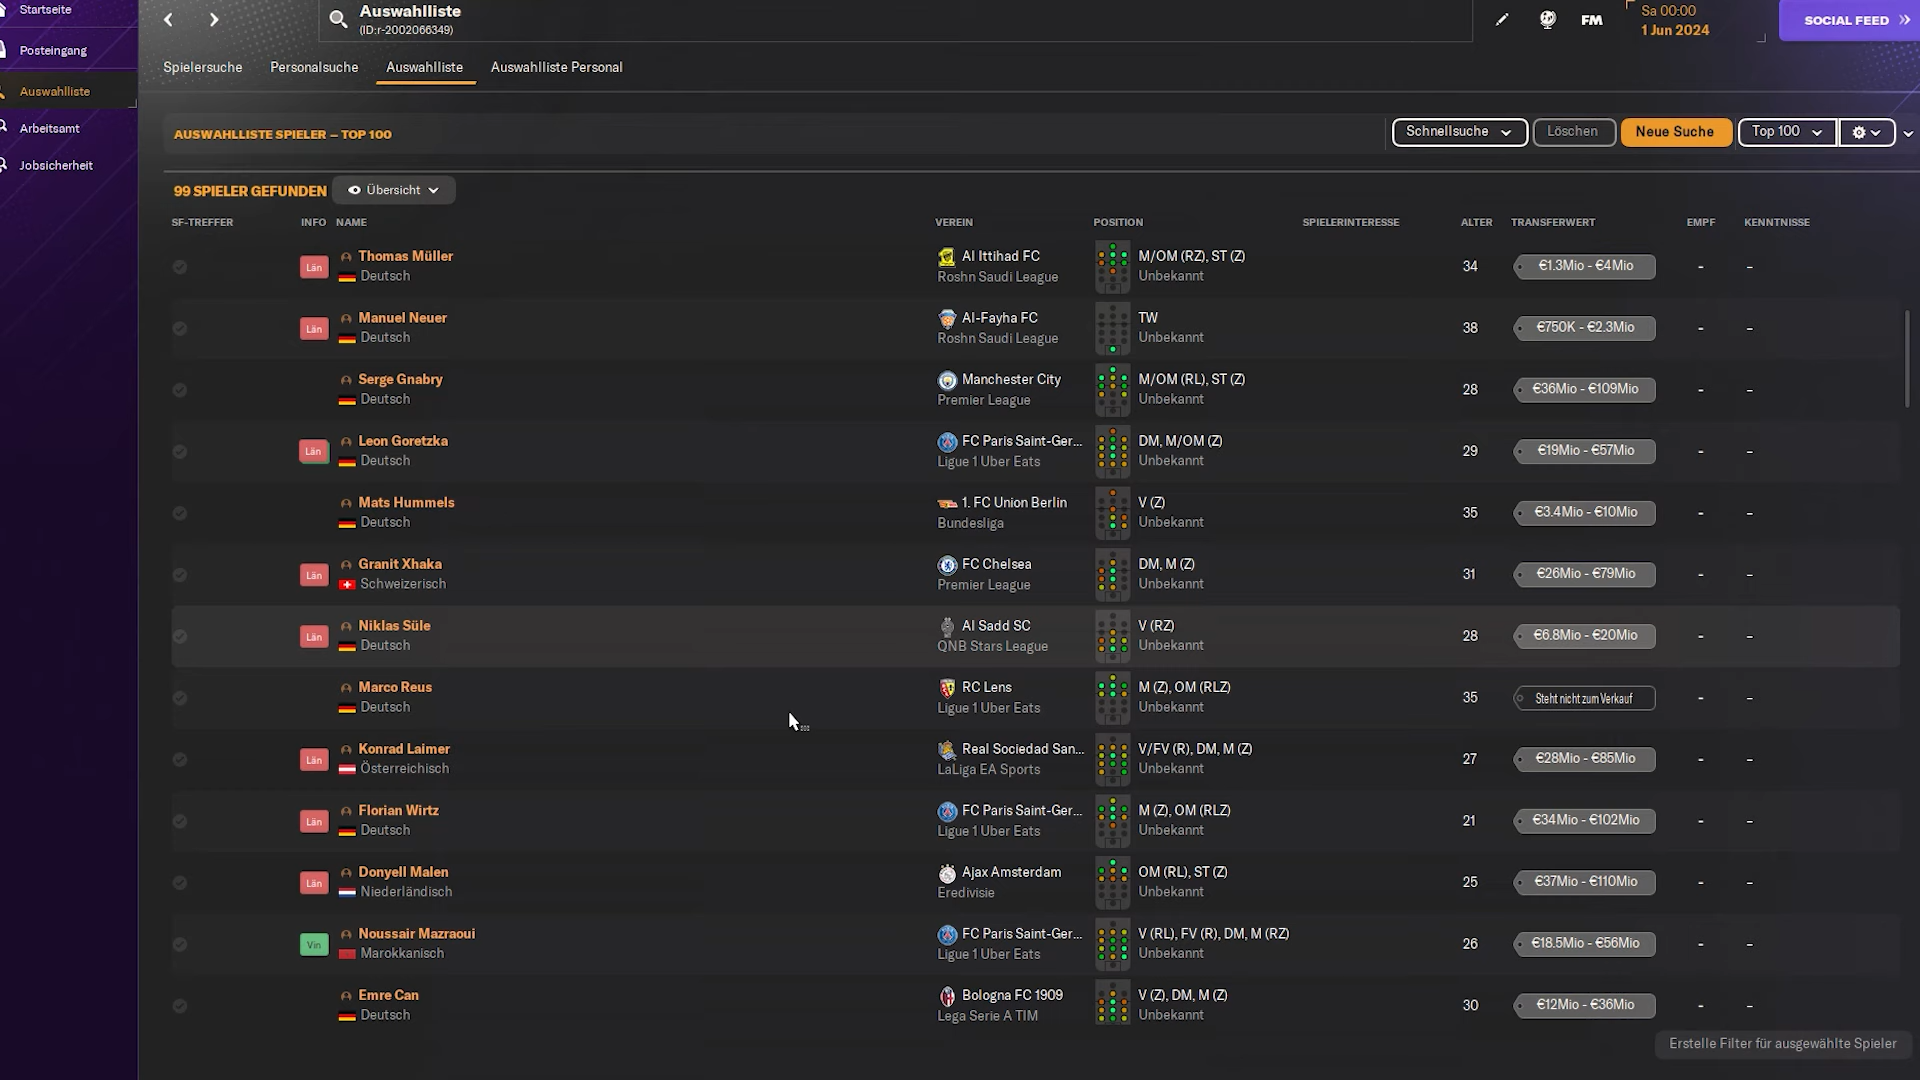 Startseite
Posteingang
Auswahlliste
Arbeitsamt
Jobsicherheit
Auswahlliste
(ID:r-2002066349)
FM
Sa 00:00
1 Jun 2024
SOCIAL FEED
Spielersuche Personalsuche Auswahlliste Auswahlliste Personal
AUSWAHLLISTE SPIELER – TOP 100
Schnellsuche Löschen Neue Suche Top 100
99 SPIELER GEFUNDEN Übersicht
SF-TREFFER INFO NAME VEREIN POSITION SPIELERINTERESSE ALTER TRANSFERWERT EMPF KENNTNISSE
Län Thomas Müller Al Ittihad FC M/OM (RZ), ST (Z) 34 €1.3Mio - €4Mio - -
Deutsch Roshn Saudi League Unbekannt
Län Manuel Neuer Al-Fayha FC TW 38 €750K - €2.3Mio - -
Deutsch Roshn Saudi League Unbekannt
Serge Gnabry Manchester City M/OM (RL), ST (Z) 28 €36Mio - €109Mio - -
Deutsch Premier League Unbekannt
Län Leon Goretzka FC Paris Saint-Ger... DM, M/OM (Z) 29 €19Mio - €57Mio - -
Deutsch Ligue 1 Uber Eats Unbekannt
Mats Hummels 1. FC Union Berlin V (Z) 35 €3.4Mio - €10Mio - -
Deutsch Bundesliga Unbekannt
Län Granit Xhaka FC Chelsea DM, M (Z) 31 €26Mio - €79Mio - -
Schweizerisch Premier League Unbekannt
Län Niklas Süle Al Sadd SC V (RZ) 28 €6.8Mio - €20Mio - -
Deutsch QNB Stars League Unbekannt
Marco Reus RC Lens M (Z), OM (RLZ) 35 Steht nicht zum Verkauf - -
Deutsch Ligue 1 Uber Eats Unbekannt
Län Konrad Laimer Real Sociedad San... V/FV (R), DM, M (Z) 27 €28Mio - €85Mio - -
Österreichisch LaLiga EA Sports Unbekannt
Län Florian Wirtz FC Paris Saint-Ger... M (Z), OM (RLZ) 21 €34Mio - €102Mio - -
Deutsch Ligue 1 Uber Eats Unbekannt
Län Donyell Malen Ajax Amsterdam OM (RL), ST (Z) 25 €37Mio - €110Mio - -
Niederländisch Eredivisie Unbekannt
Vin Noussair Mazraoui FC Paris Saint-Ger... V (RL), FV (R), DM, M (RZ) 26 €18.5Mio - €56Mio - -
Marokkanisch Ligue 1 Uber Eats Unbekannt
Emre Can Bologna FC 1909 V (Z), DM, M (Z) 30 €12Mio - €36Mio - -
Deutsch Lega Serie A TIM Unbekannt
Erstelle Filter für ausgewählte Spieler